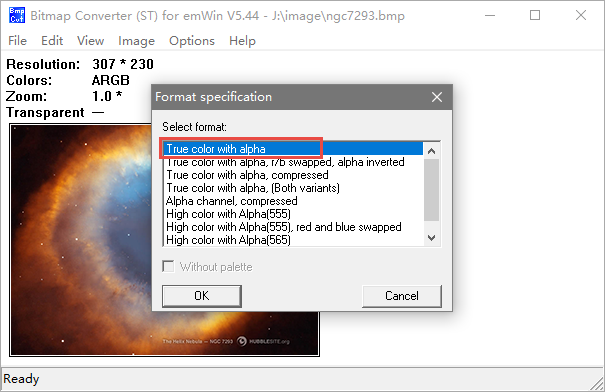 Bmp
Cvt
Bitmap Converter (ST) for emWin V5.44 - J:\image\ngc7293.bmp
File Edit View Image Options Help
Resolution: 307 * 230
Colors: ARGB
Zoom: 1.0 *
Transparent —
Format specification
Select format:
True color with alpha
True color with alpha, r/b swapped, alpha inverted
True color with alpha, compressed
True color with alpha, (Both variants)
Alpha channel, compressed
High color with Alpha(555)
High color with Alpha(555), red and blue swapped
High color with Alpha(565)
Without palette
OK Cancel
The Helix Nebula — NGC 7293 HUBBLESITE.org
Ready